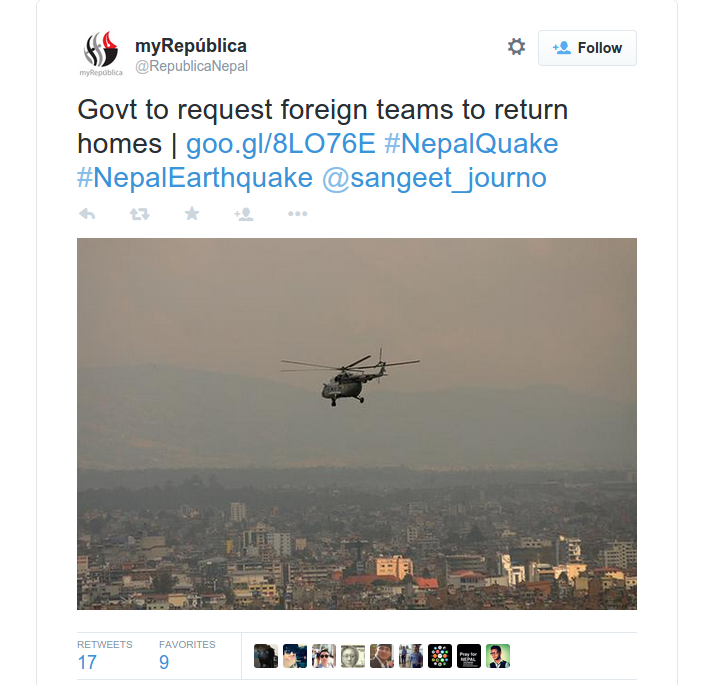 myRepública
@RepublicaNepal
myRepública
Follow
Govt to request foreign teams to return
homes | goo.gl/8LO76E #NepalQuake
#NepalEarthquake @sangeet_journo
RETWEETS
17
FAVORITES
9
Pray for
NEPAL